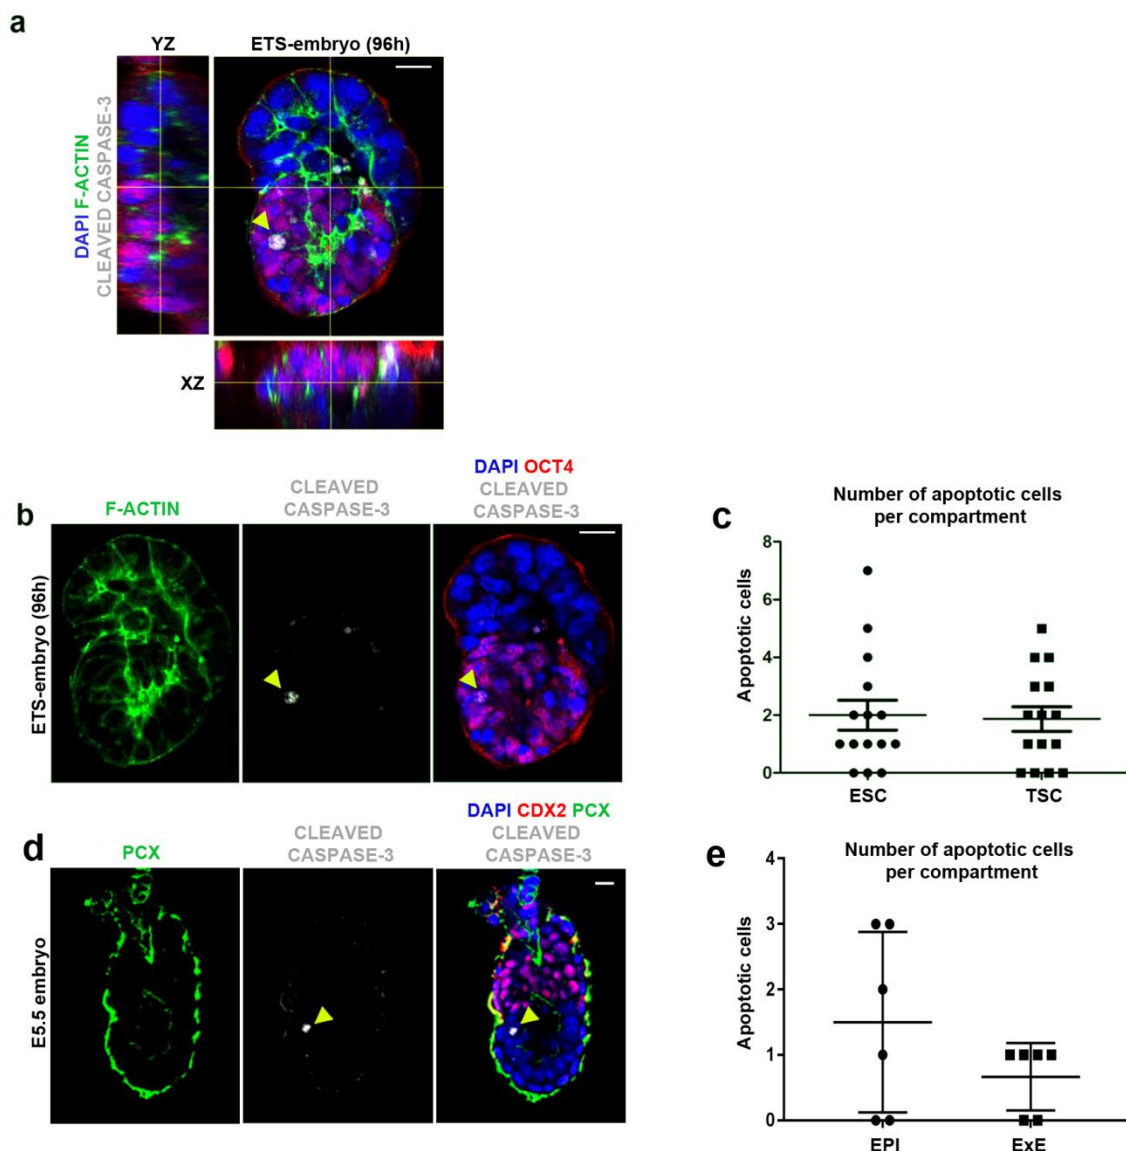 a
YZ
ETS-embryo (96h)
DAPI F-ACTIN
CLEAVED CASPASE-3
XZ
b
F-ACTIN
CLEAVED
CASPASE-3
DAPI OCT4
CLEAVED
CASPASE-3
ETS-embryo (96h)
c
Number of apoptotic cells
per compartment
Apoptotic cells
8
6
4
2
0
ESC
TSC
d
PCX
CLEAVED
CASPASE-3
DAPI CDX2 PCX
CLEAVED
CASPASE-3
E5.5 embryo
e
Number of apoptotic cells
per compartment
Apoptotic cells
4
3
2
1
0
EPI
ExE